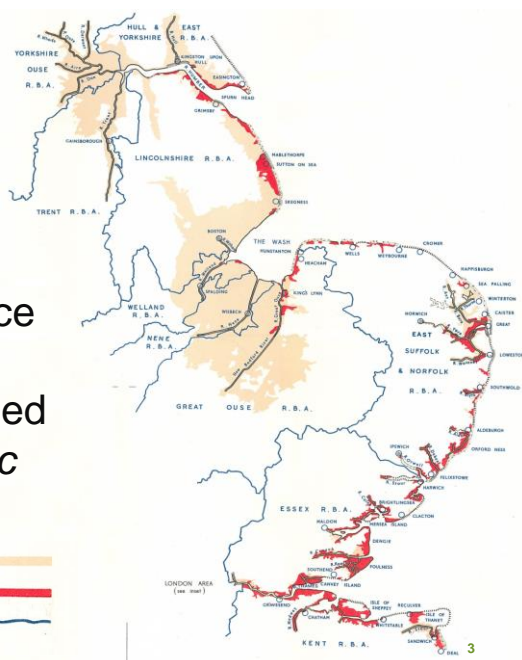 HULL & EAST
YORKSHIRE R.B.A.
YORKSHIRE
OUSE
R.B.A.
KINGSTON UPON
HULL
R. HUMBER
EASINGTON
SPURN HEAD
GRIMSBY
GAINSBOROUGH
R. Trent
LINCOLNSHIRE R.B.A.
MABLETHORPE
SUTTON ON SEA
TRENT R.B.A.
SKEGNESS
BOSTON
THE WASH
HUNSTANTON
HEACHAM
WELLS
WEYBOURNE
CROMER
HAPPISBURGH
SEA PALLING
WINTERTON
CAISTER
GREAT
SPALDING
WISBECH
KING'S LYNN
WELLAND
R.B.A.
NENE
R.B.A.
GREAT OUSE R.B.A.
NORWICH
EAST
SUFFOLK
& NORFOLK
R.B.A.
LOWESTOF
SOUTHWOLD
ALDEBURGH
ORFORD NESS
IPSWICH
FELIXSTOWE
HARWICH
ce
ed
c
ESSEX R.B.A.
BRIGHTLINGSEA
CLACTON
MERSEA ISLAND
MALDON
DENGIE
FOULNESS
SOUTHEND
CANVEY ISLAND
LONDON AREA
(see inset)
GRAVESEND
CHATHAM
ISLE OF
SHEPPEY
RECULVER
WHITSTABLE
ISLE OF
THANET
SANDWICH
DEAL
KENT R.B.A.
3